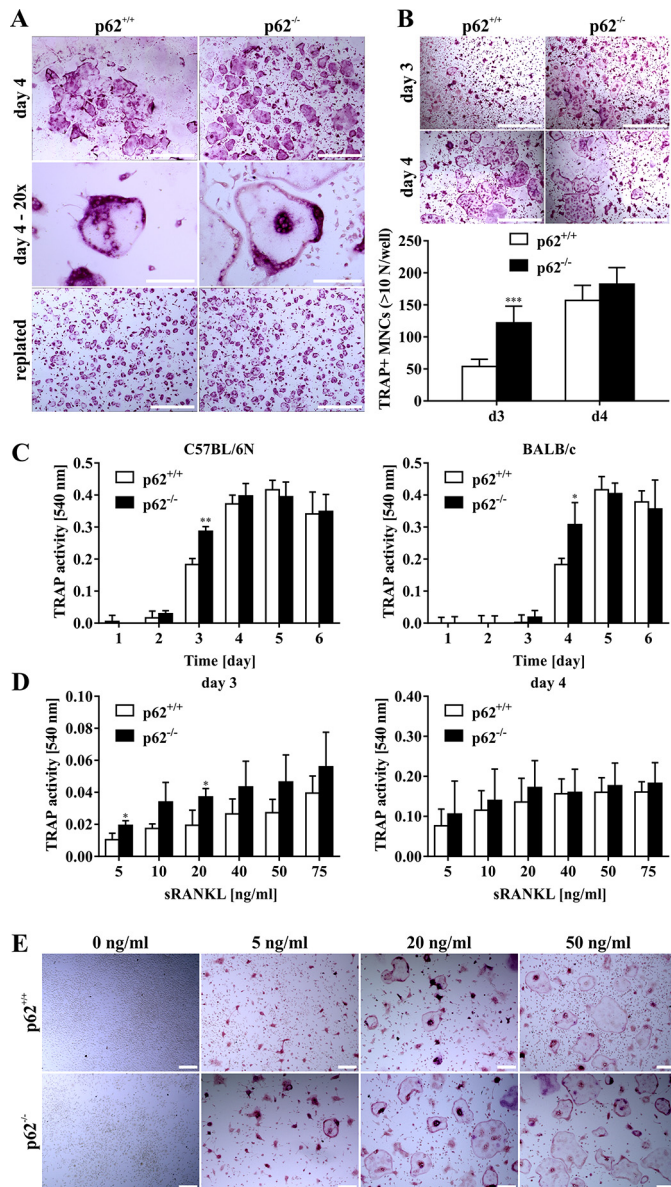 A
p62+/+
p62-/-
day 4
day 4 - 20x
replated
B
p62+/+
p62-/-
day 3
day 4
TRAP+ MNCs (>10 N/well)
250
200
150
100
50
0
p62+/+
p62-/-
***
d3
d4
C
C57BL/6N
TRAP activity [540 nm]
0.5
0.4
0.3
0.2
0.1
0.0
p62+/+
p62-/-
**
1 2 3 4 5 6
Time [day]
BALB/c
TRAP activity [540 nm]
0.5
0.4
0.3
0.2
0.1
0.0
p62+/+
p62-/-
*
1 2 3 4 5 6
Time [day]
D
day 3
TRAP activity [540 nm]
0.10
0.08
0.06
0.04
0.02
0.00
p62+/+
p62-/-
*
*
5 10 20 40 50 75
sRANKL [ng/ml]
day 4
TRAP activity [540 nm]
0.40
0.30
0.20
0.10
0.00
p62+/+
p62-/-
5 10 20 40 50 75
sRANKL [ng/ml]
E
0 ng/ml 5 ng/ml 20 ng/ml 50 ng/ml
p62+/+
p62-/-